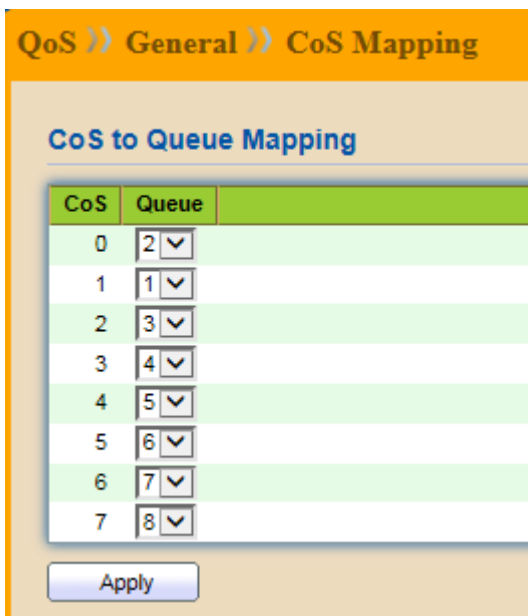 QoS >> General >> CoS Mapping
CoS to Queue Mapping
CoS Queue
0 2
1 1
2 3
3 4
4 5
5 6
6 7
7 8
Apply